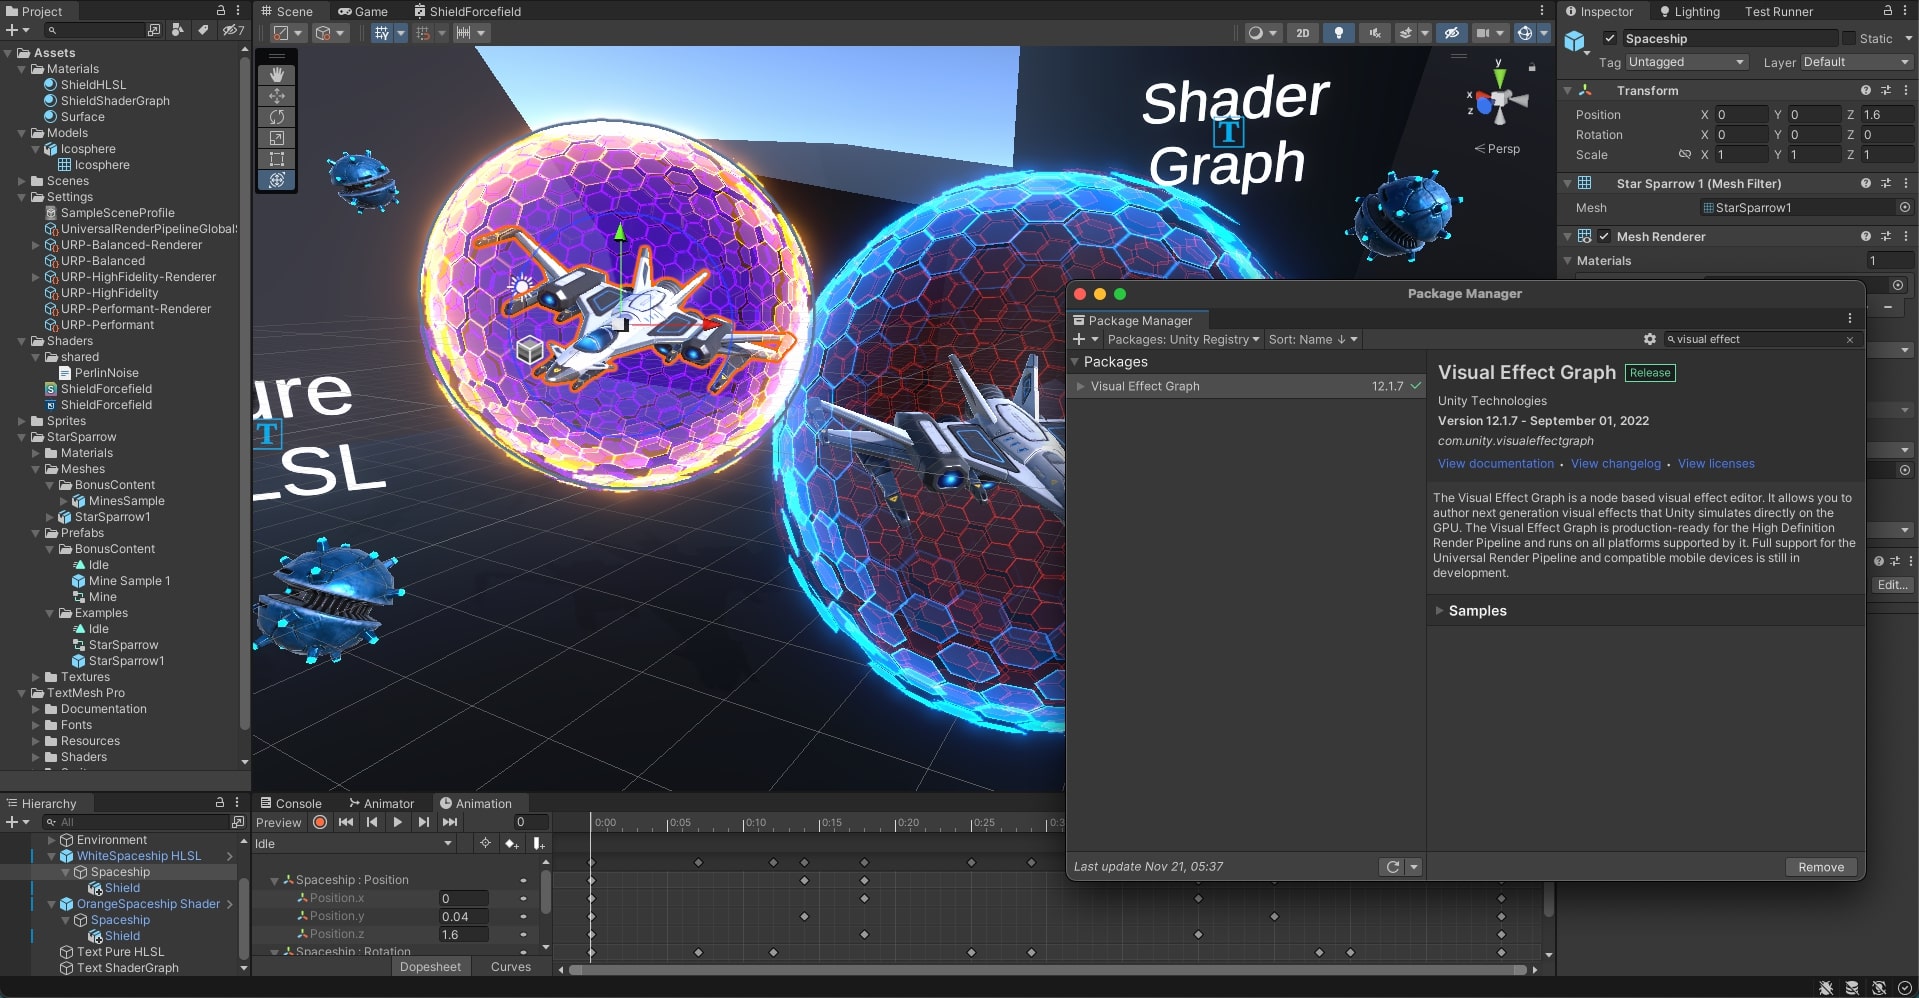 Project
7
Assets
Materials
ShieldHLSL
ShieldShaderGraph
Surface
Models
Icosphere
Icosphere
Scenes
Settings
SampleSceneProfile
UniversalRenderPipelineGlobal
URP-Balanced-Renderer
URP-Balanced
URP-HighFidelity-Renderer
URP-HighFidelity
URP-Performant-Renderer
URP-Performant
Shaders
shared
PerlinNoise
ShieldForcefield
ShieldForcefield
Sprites
StarSparrow
Materials
Meshes
BonusContent
MinesSample
StarSparrow1
Prefabs
BonusContent
Idle
Mine Sample 1
Mine
Examples
Idle
StarSparrow
StarSparrow1
Textures
TextMesh Pro
Documentation
Fonts
Resources
Shaders
Hierarchy
All
Environment
WhiteSpaceship HLSL
Spaceship
Shield
OrangeSpaceship Shader
Spaceship
Shield
Text Pure HLSL
Text ShaderGraph
Scene Game ShieldForcefield
2D
Shader
Graph
T
ure
T
LSL
y
x
z
Persp
Console Animator Animation
Preview 0
0:00 0:05 0:10 0:15 0:20 0:25 0:3
Idle
Spaceship : Position
Position.x 0
Position.y 0.04
Position.z 1.6
Spaceship : Rotation
Dopesheet Curves
Package Manager
Package Manager
Packages: Unity Registry Sort: Name ↓ visual effect
Packages
Visual Effect Graph 12.1.7
Last update Nov 21, 05:37
Visual Effect Graph Release
Unity Technologies
Version 12.1.7 - September 01, 2022
com.unity.visualeffectgraph
View documentation • View changelog • View licenses
The Visual Effect Graph is a node based visual effect editor. It allows you to
author next generation visual effects that Unity simulates directly on the
GPU. The Visual Effect Graph is production-ready for the High Definition
Render Pipeline and runs on all platforms supported by it. Full support for the
Universal Render Pipeline and compatible mobile devices is still in
development.
Samples
Remove
Inspector Lighting Test Runner
Spaceship Static
Tag Untagged Layer Default
Transform
Position X 0 Y 0 Z 1.6
Rotation X 0 Y 0 Z 0
Scale X 1 Y 1 Z 1
Star Sparrow 1 (Mesh Filter)
Mesh StarSparrow1
Mesh Renderer
Materials 1
Edit...